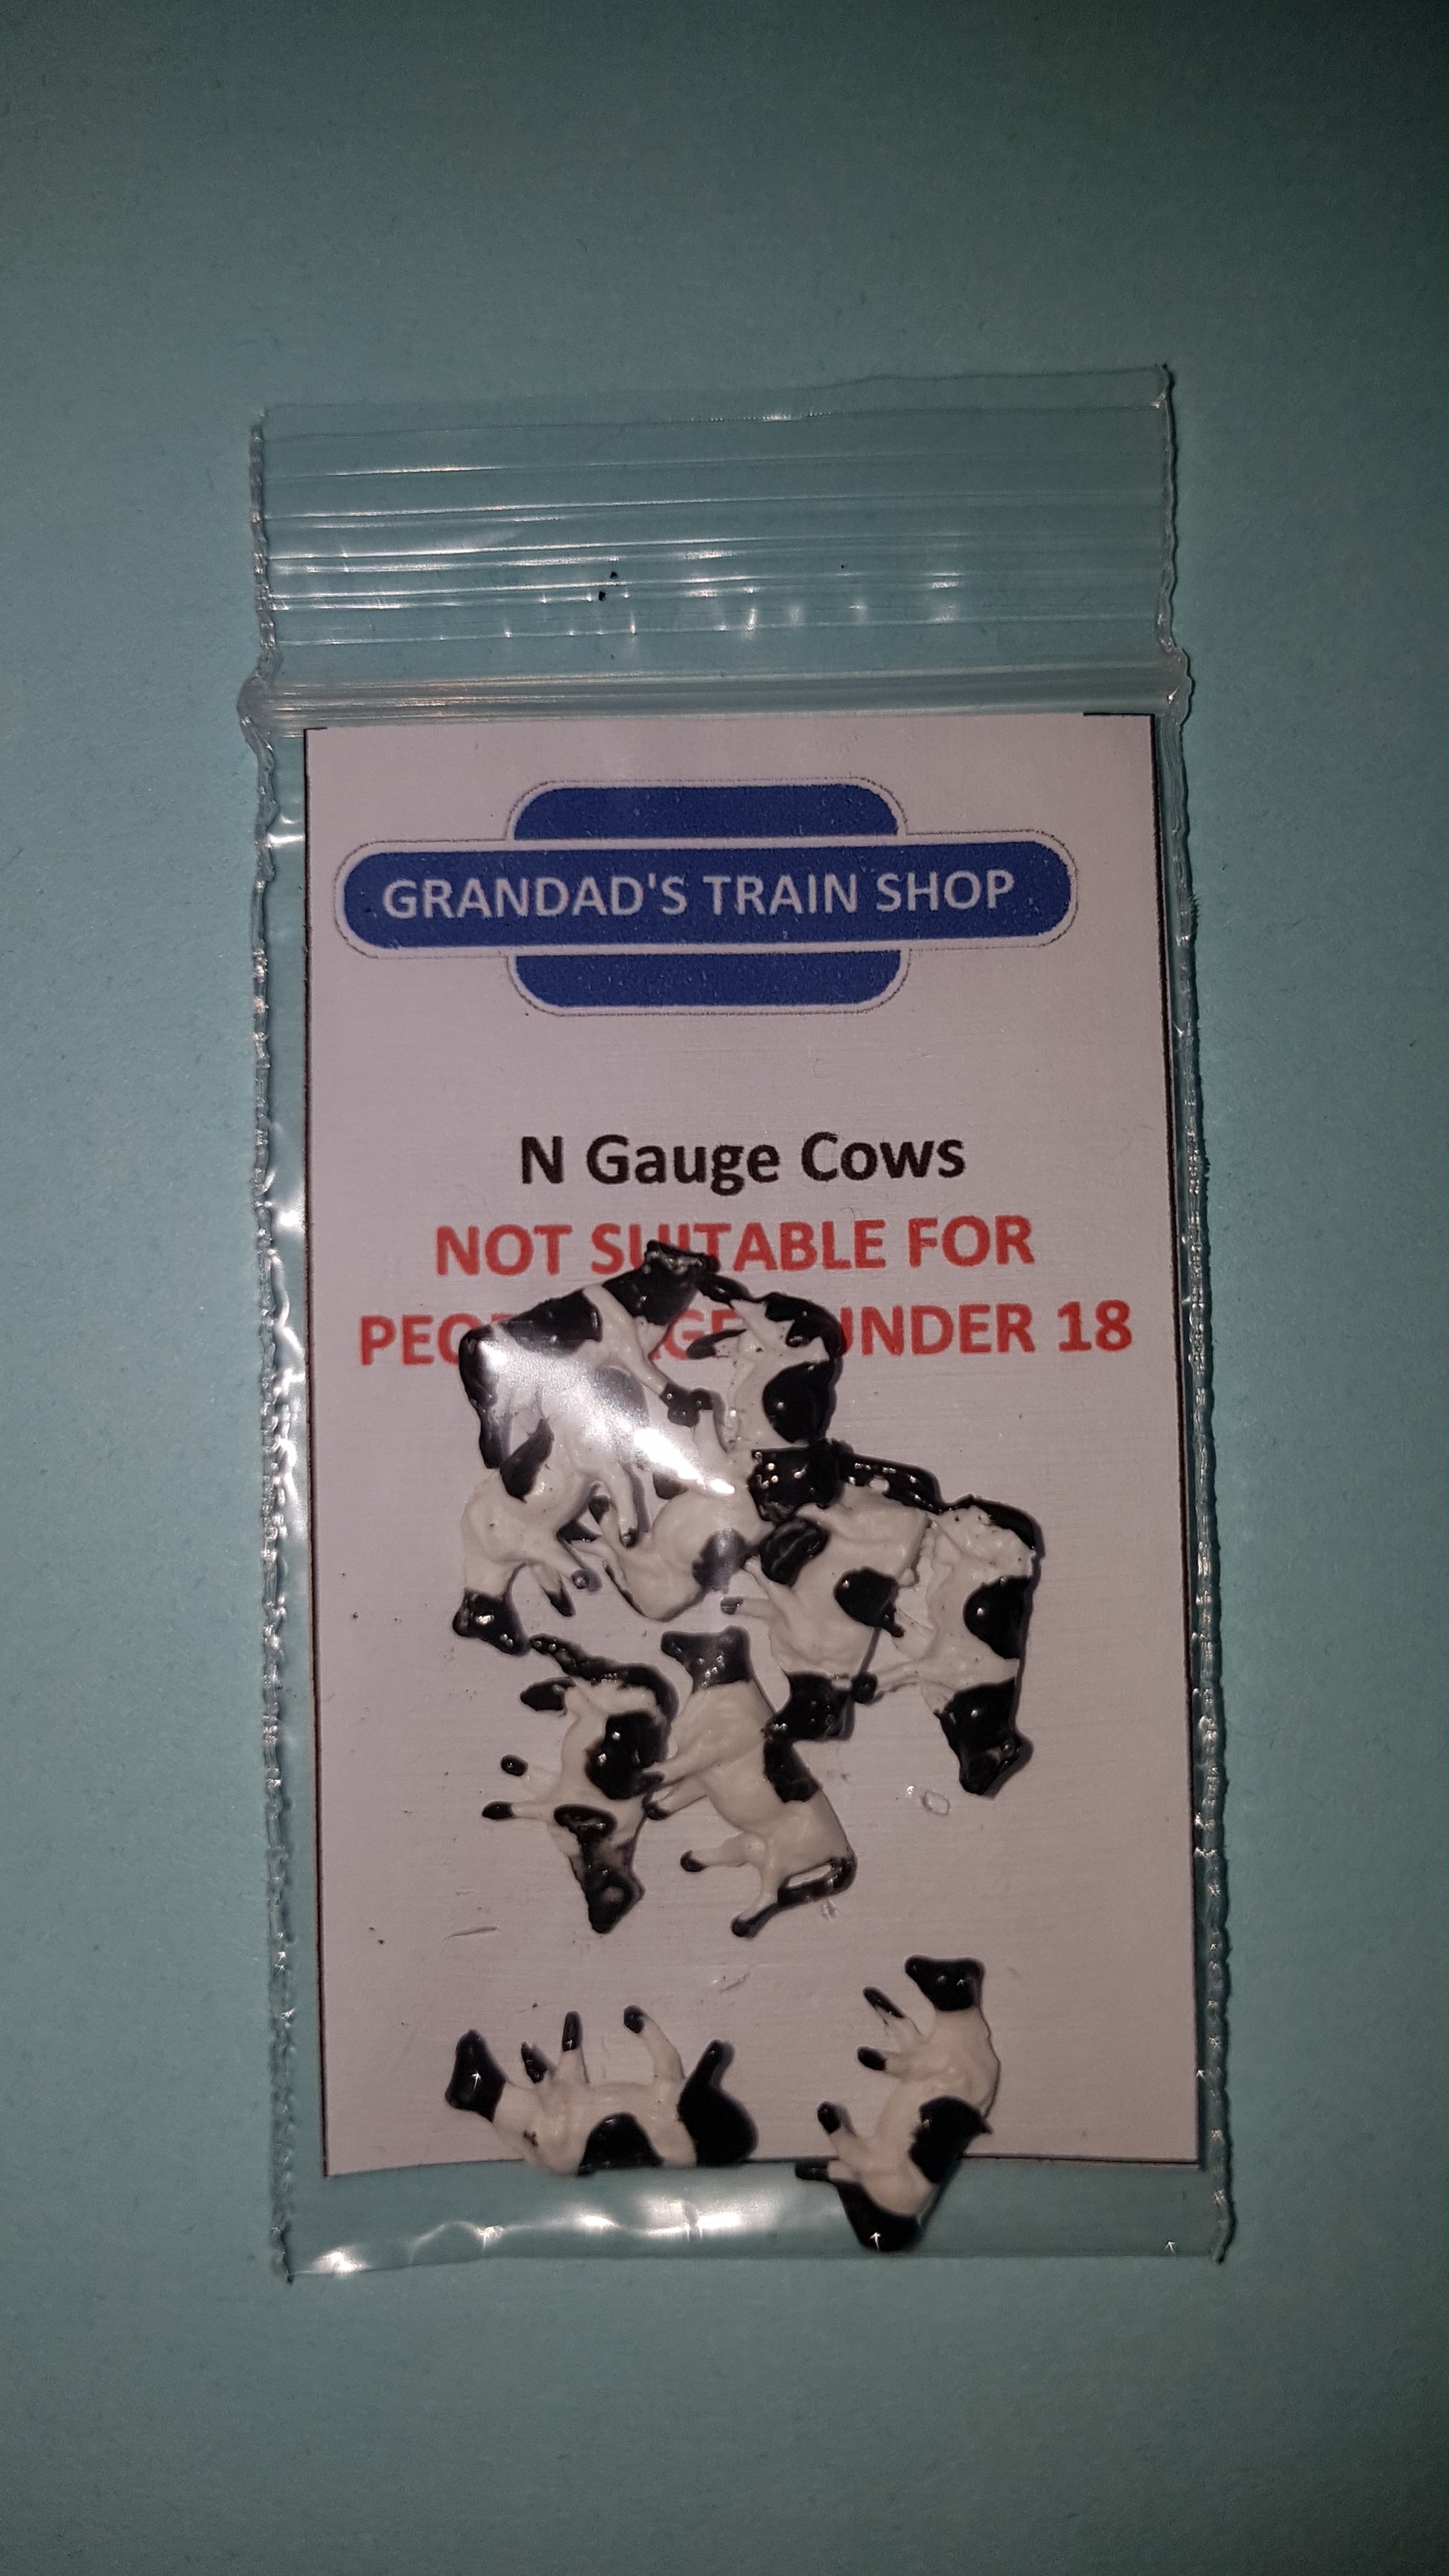 GRANDAD'S TRAIN SHOP
N Gauge Cows
NOT SUITABLE FOR
UNDER 18